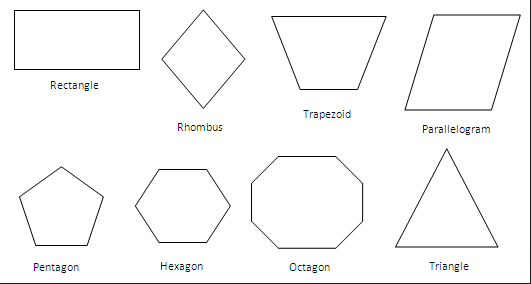 Rectangle
Rhombus
Trapezoid
Parallelogram
Pentagon
Hexagon
Octagon
Triangle